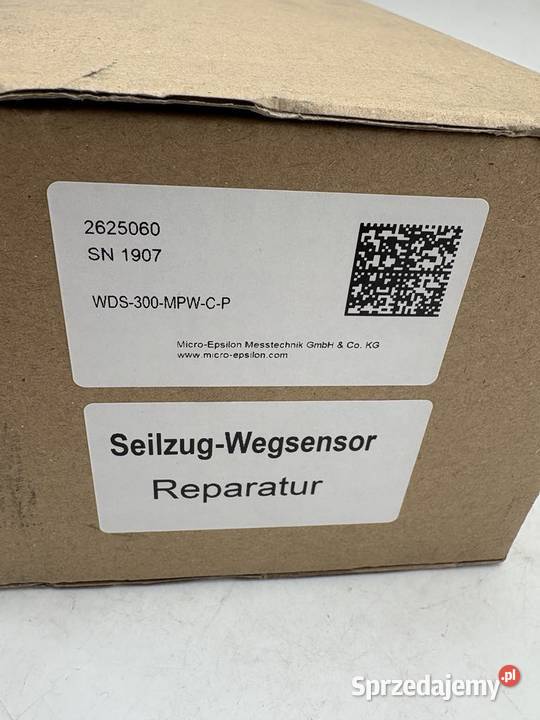 2625060
SN 1907
WDS-300-MPW-C-P
Micro-Epsilon Messtechnik GmbH & Co. KG
www.micro-epsilon.com
Seilzug-Wegsensor
Reparatur
Sprzedajemy.pl